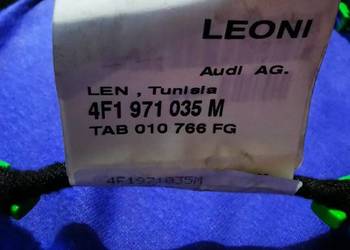 LEONI
Audi AG.
LEN , Tunisia
4F1 971 035 M
TAB 010 766 FG
4F1971035M